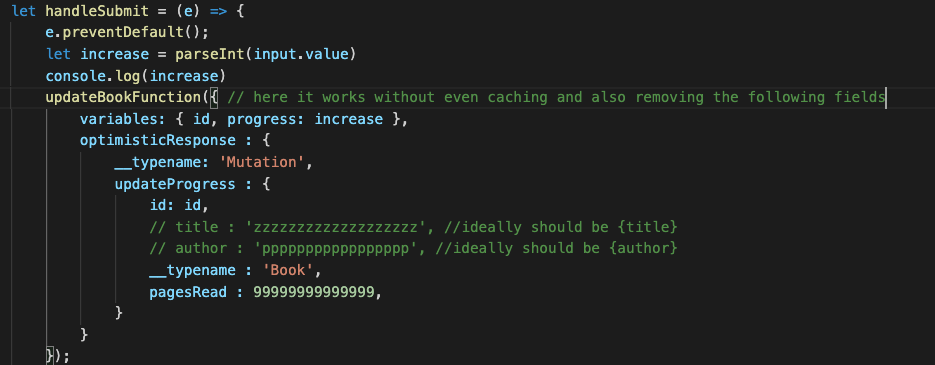 let handleSubmit = (e) => {
    e.preventDefault();
    let increase = parseInt(input.value)
    console.log(increase)
    updateBookFunction({ // here it works without even caching and also removing the following fields
        variables: { id, progress: increase },
        optimisticResponse : {
            __typename: 'Mutation',
            updateProgress : {
                id: id,
                // title : 'zzzzzzzzzzzzzzzzzzz', //ideally should be {title}
                // author : 'ppppppppppppppppp', //ideally should be {author}
                __typename : 'Book',
                pagesRead : 99999999999999,
            }
        }
    });